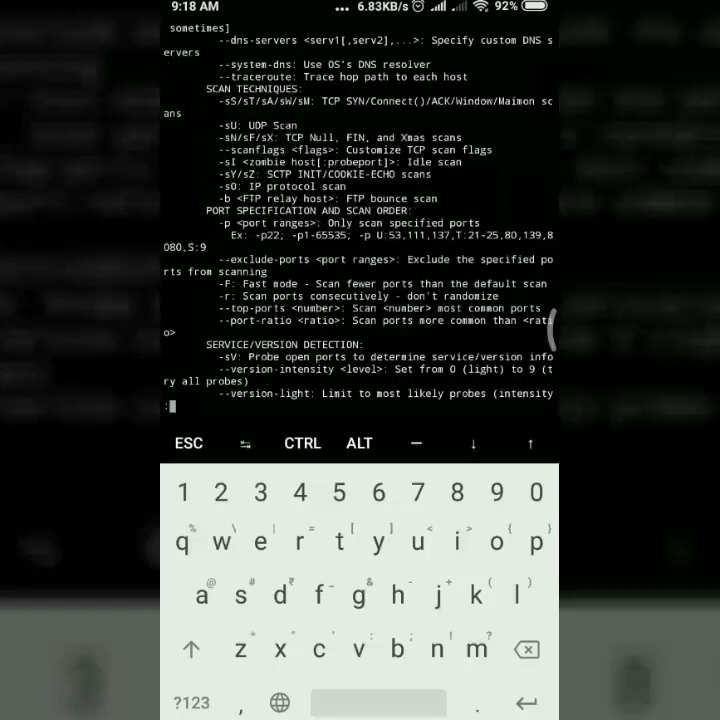 9:18 AM ... 6.83KB/s 92%
sometimes]
--dns-servers <serv1[,serv2],...>: Specify custom DNS s
ervers
--system-dns: Use OS's DNS resolver
--traceroute: Trace hop path to each host
SCAN TECHNIQUES:
-sS/sT/sA/sW/sM: TCP SYN/Connect()/ACK/Window/Maimon sc
ans
-sU: UDP Scan
-sN/sF/sX: TCP Null, FIN, and Xmas scans
--scanflags <flags>: Customize TCP scan flags
-sI <zombie host[:probeport]>: Idle scan
-sY/sZ: SCTP INIT/COOKIE-ECHO scans
-sO: IP protocol scan
-b <FTP relay host>: FTP bounce scan
PORT SPECIFICATION AND SCAN ORDER:
-p <port ranges>: Only scan specified ports
Ex: -p22; -p1-65535; -p U:53,111,137,T:21-25,80,139,8
080,S:9
--exclude-ports <port ranges>: Exclude the specified po
rts from scanning
-F: Fast mode - Scan fewer ports than the default scan
-r: Scan ports consecutively - don't randomize
--top-ports <number>: Scan <number> most common ports
--port-ratio <ratio>: Scan ports more common than <rati
o>
SERVICE/VERSION DETECTION:
-sV: Probe open ports to determine service/version info
--version-intensity <level>: Set from 0 (light) to 9 (t
ry all probes)
--version-light: Limit to most likely probes (intensity
:
ESC CTRL ALT — ↓ ↑
1 2 3 4 5 6 7 8 9 0
% \ | = [ ] < > { }
q w e r t y u i o p
@ # ₹ - & - + ( )
a s d f g h j k l
* " ' : ; ! ?
z x c v b n m
?123 , .